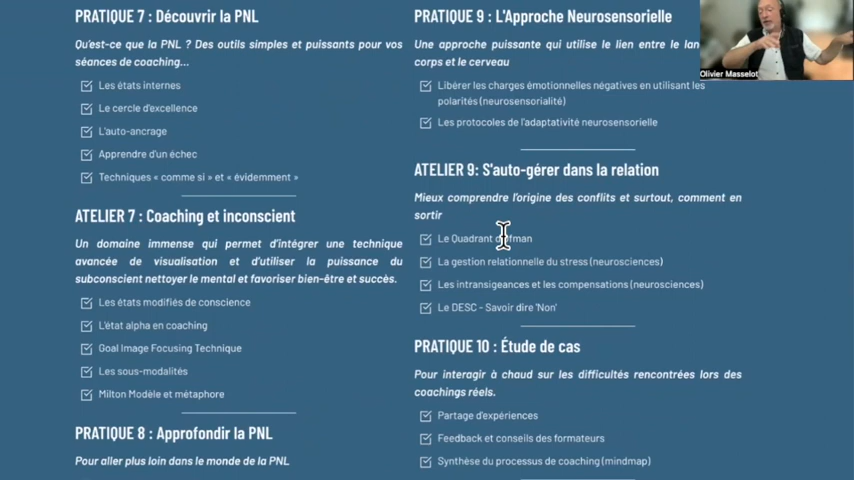 PRATIQUE 7 : Découvrir la PNL
Qu'est-ce que la PNL ? Des outils simples et puissants pour vos
séances de coaching...
Les états internes
Le cercle d'excellence
L'auto-ancrage
Apprendre d'un échec
Techniques « comme si » et « évidemment »
ATELIER 7 : Coaching et inconscient
Un domaine immense qui permet d'intégrer une technique
avancée de visualisation et d'utiliser la puissance du
subconscient nettoyer le mental et favoriser bien-être et succès.
Les états modifiés de conscience
L'état alpha en coaching
Goal Image Focusing Technique
Les sous-modalités
Milton Modèle et métaphore
PRATIQUE 8 : Approfondir la PNL
Pour aller plus loin dans le monde de la PNL
PRATIQUE 9 : L'Approche Neurosensorielle
Une approche puissante qui utilise le lien entre le
corps et le cerveau
Libérer les charges émotionnelles négatives en utilisant les
polarités (neurosensorialité)
Les protocoles de l'adaptativité neurosensorielle
ATELIER 9: S'auto-gérer dans la relation
Mieux comprendre l'origine des conflits et surtout, comment en
sortir
Le Quadrant
La gestion relationnelle du stress (neurosciences)
Les intransigeances et les compensations (neurosciences)
Le DESC - Savoir dire 'Non'
PRATIQUE 10 : Étude de cas
Pour interagir à chaud sur les difficultés rencontrées lors des
coachings réels.
Partage d'expériences
Feedback et conseils des formateurs
Synthèse du processus de coaching (mindmap)
Olivier Masselot